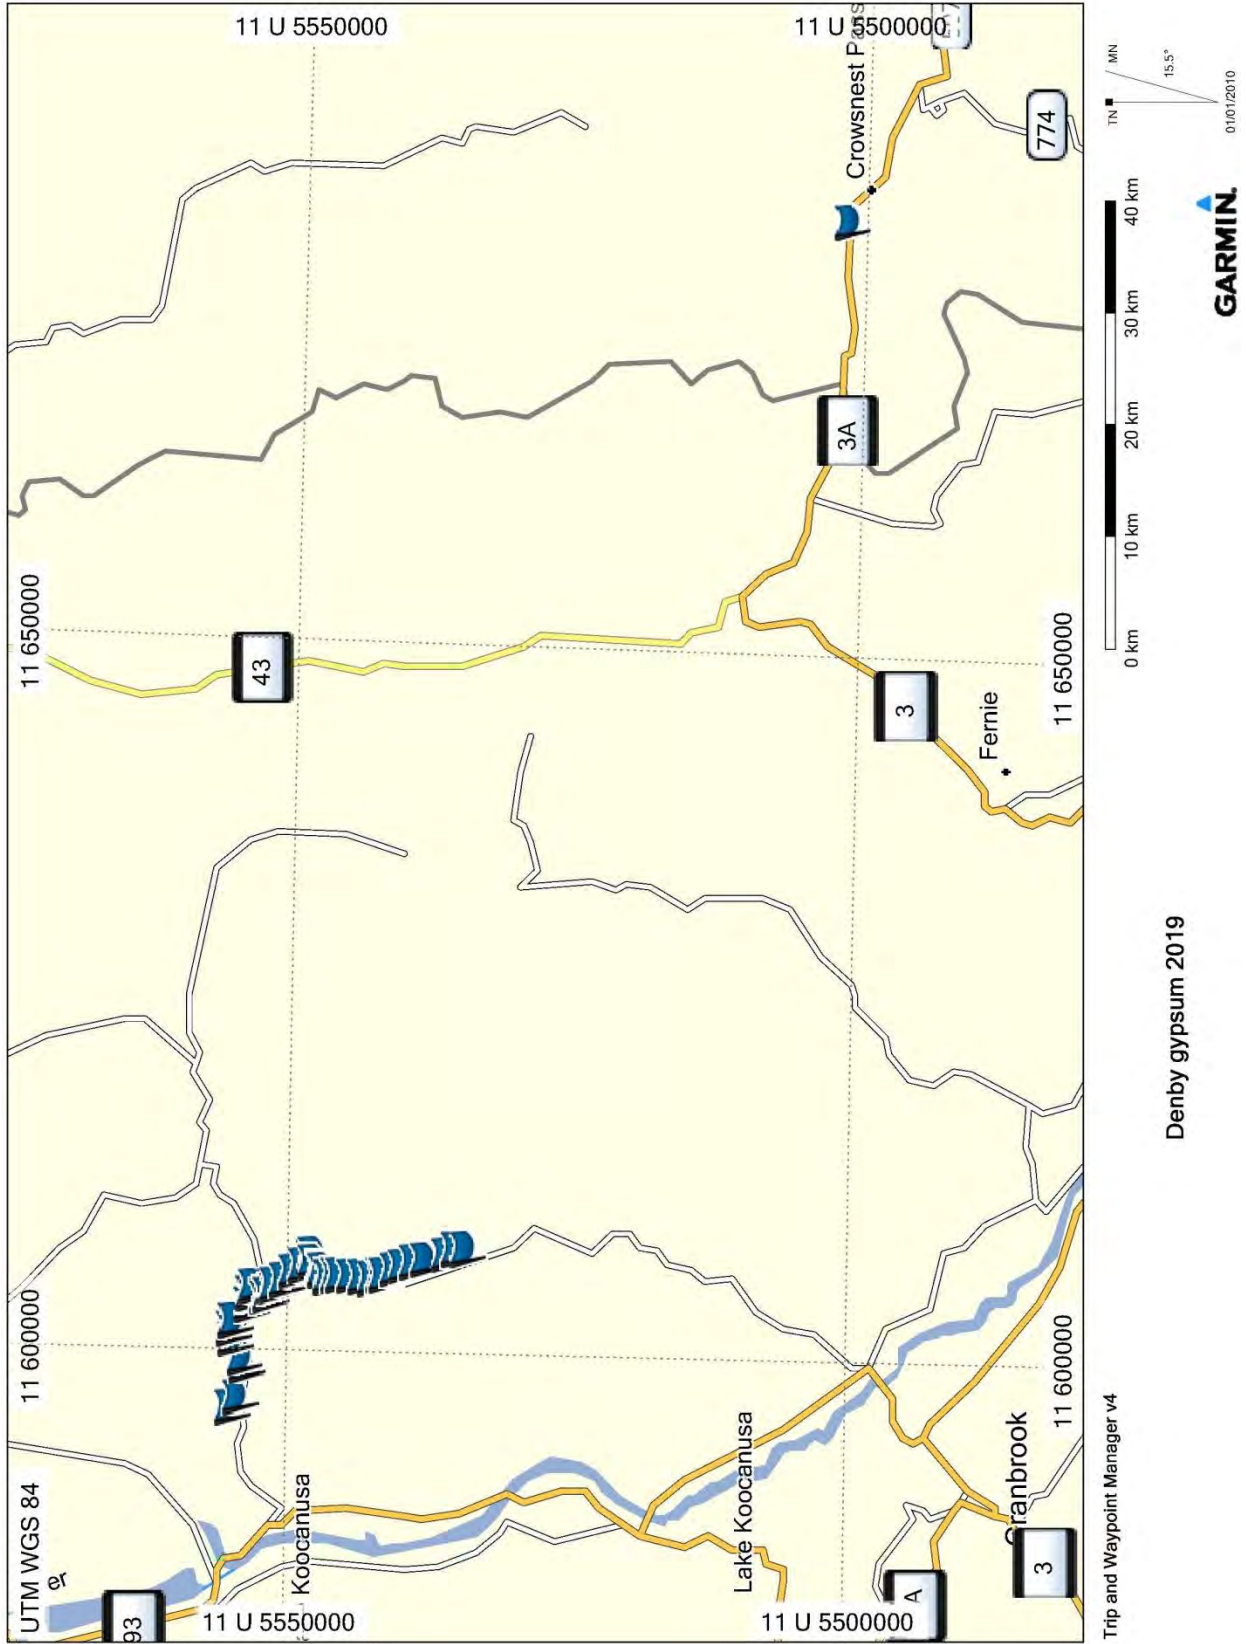 UTM WGS 84
11 600000
11 650000
er
93
43
11 U 5550000
11 U 5550000
Koocanusa
Lake Koocanusa
11 U 5500000
3A
Crowsnest Pass
11 U 5500000
A
3
Fernie
Cranbrook
3
774
11 600000
11 650000
Trip and Waypoint Manager v4
0 km 10 km 20 km 30 km 40 km
TN MN
15.5°
Denby gypsum 2019
01/01/2010
GARMIN.